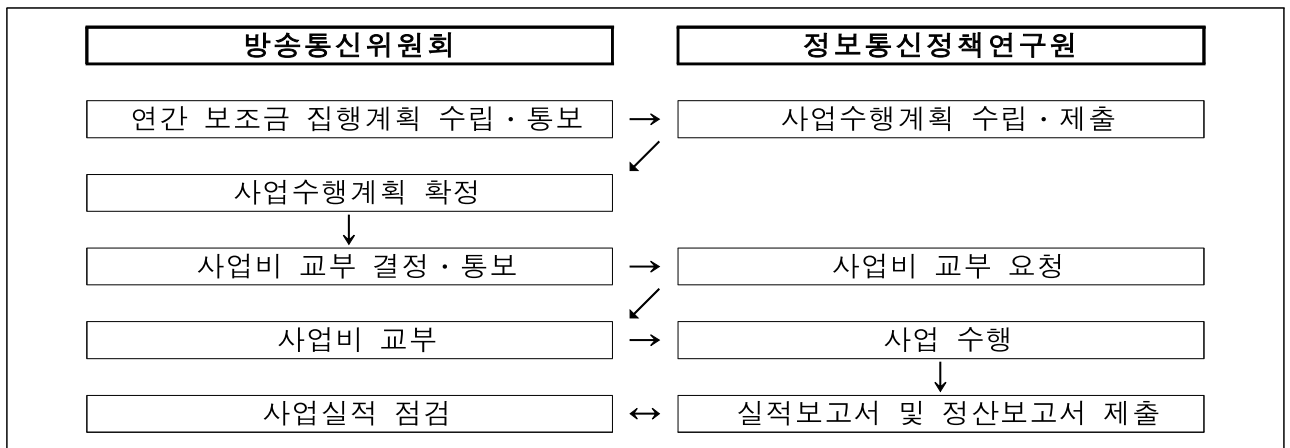 방송통신위원회
정보통신정책연구원
연간 보조금 집행계획 수립·통보
→
사업수행계획 수립·제출
↙
사업수행계획 확정
↓
사업비 교부 결정·통보
→
사업비 교부 요청
↙
사업비 교부
→
사업 수행
↓
사업실적 점검
↔
실적보고서 및 정산보고서 제출